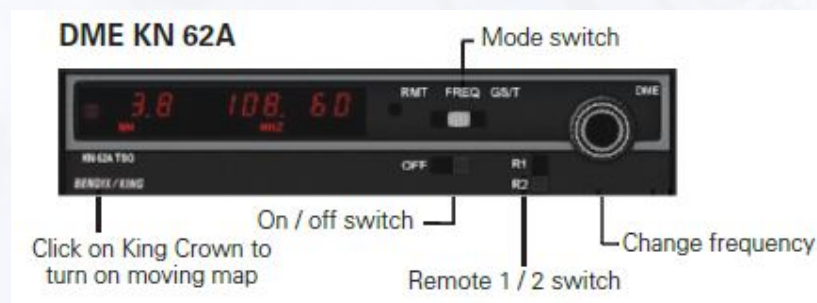 DME KN 62A
Mode switch
RMT FREQ GS/T DME
3.8 108. 60
NM MHZ
KN 62A TSO
OFF R1
BENDIX / KING
R2
On / off switch
Change frequency
Click on King Crown to
turn on moving map
Remote 1 / 2 switch